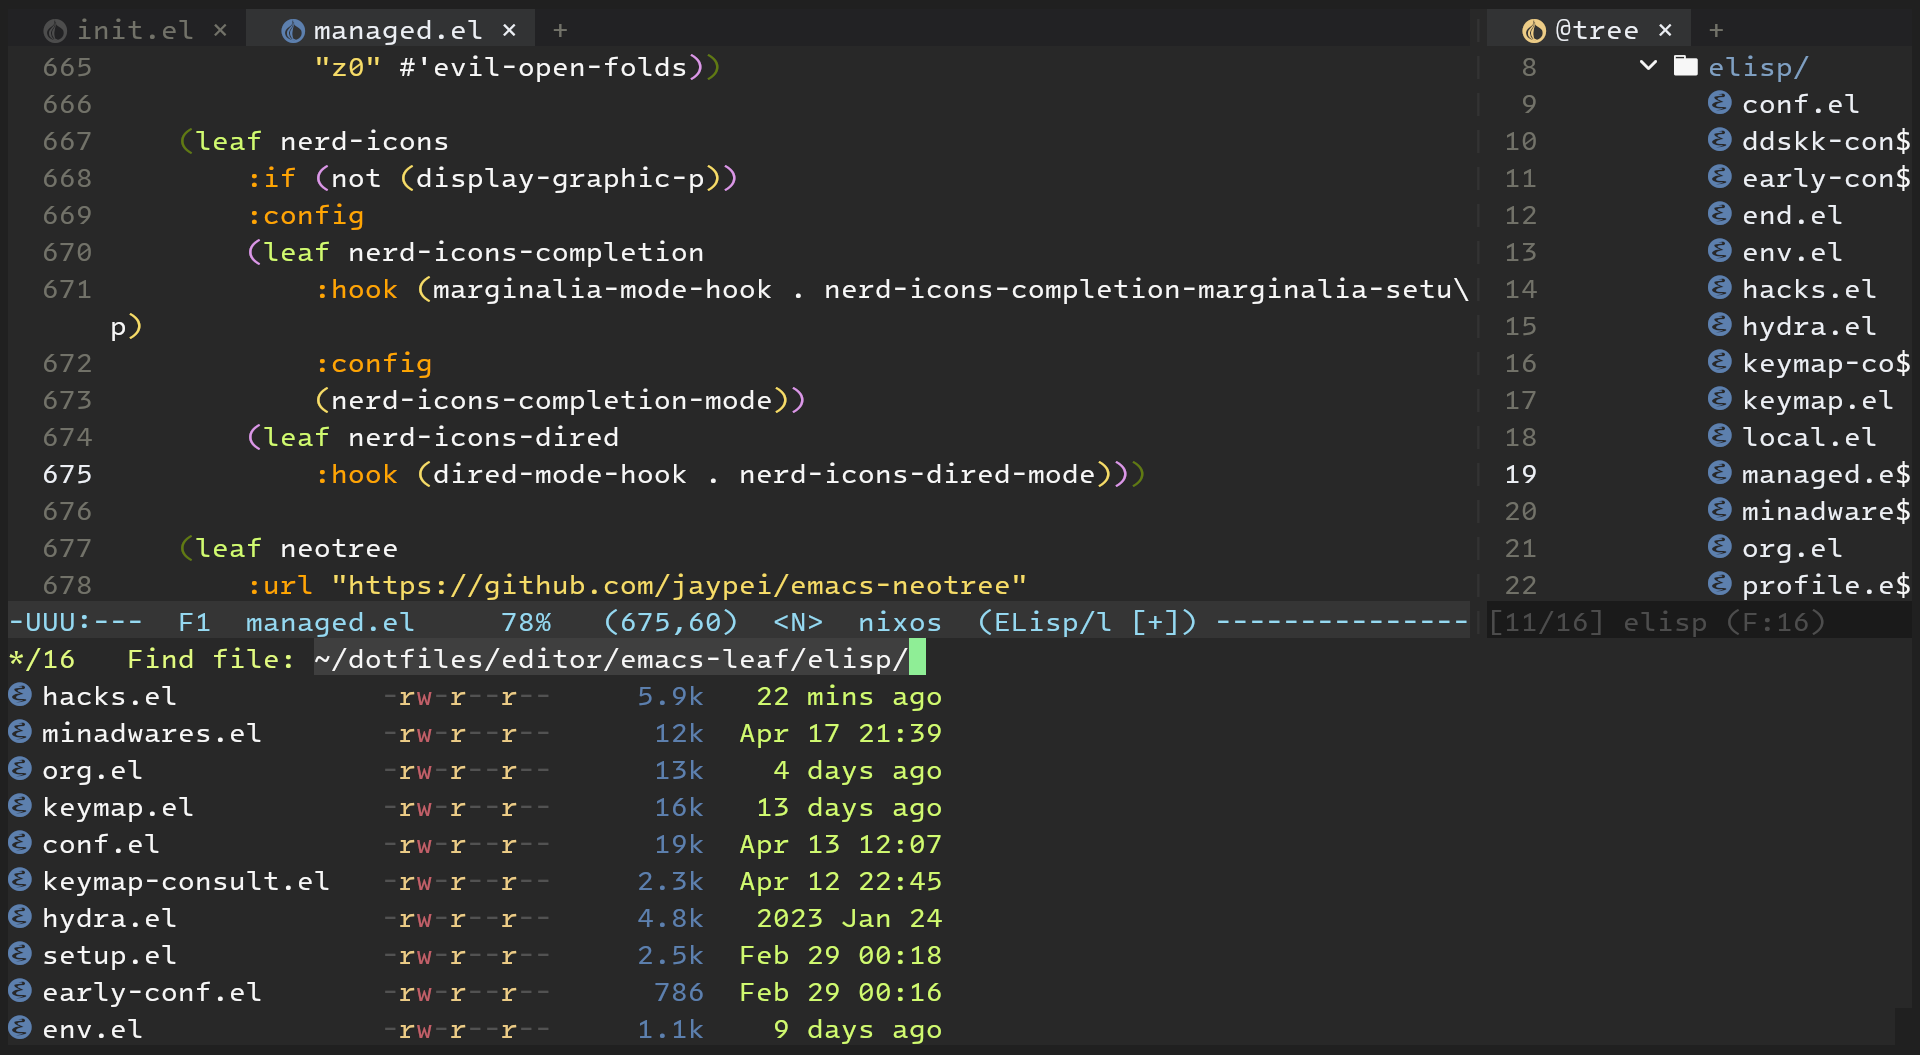 init.el × managed.el × +
665 "z0" #'evil-open-folds))
666
667 (leaf nerd-icons
668 :if (not (display-graphic-p))
669 :config
670 (leaf nerd-icons-completion
671 :hook (marginalia-mode-hook . nerd-icons-completion-marginalia-setu\
p)
672 :config
673 (nerd-icons-completion-mode))
674 (leaf nerd-icons-dired
675 :hook (dired-mode-hook . nerd-icons-dired-mode)))
676
677 (leaf neotree
678 :url "https://github.com/jaypei/emacs-neotree"
-UUU:--- F1 managed.el 78% (675,60) <N> nixos (ELisp/l [+]) ---------------
@tree × +
8 elisp/
9 conf.el
10 ddskk-con$
11 early-con$
12 end.el
13 env.el
14 hacks.el
15 hydra.el
16 keymap-co$
17 keymap.el
18 local.el
19 managed.e$
20 minadware$
21 org.el
22 profile.e$
[11/16] elisp (F:16)
*/16 Find file: ~/dotfiles/editor/emacs-leaf/elisp/
hacks.el -rw-r--r-- 5.9k 22 mins ago
minadwares.el -rw-r--r-- 12k Apr 17 21:39
org.el -rw-r--r-- 13k 4 days ago
keymap.el -rw-r--r-- 16k 13 days ago
conf.el -rw-r--r-- 19k Apr 13 12:07
keymap-consult.el -rw-r--r-- 2.3k Apr 12 22:45
hydra.el -rw-r--r-- 4.8k 2023 Jan 24
setup.el -rw-r--r-- 2.5k Feb 29 00:18
early-conf.el -rw-r--r-- 786 Feb 29 00:16
env.el -rw-r--r-- 1.1k 9 days ago